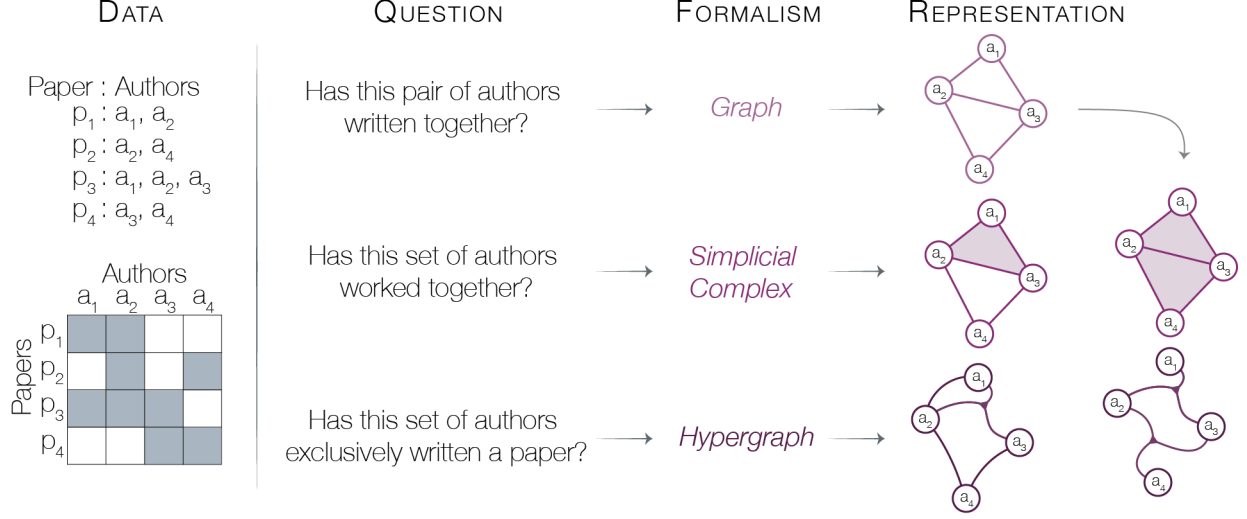 DATA
QUESTION
FORMALISM
REPRESENTATION
Paper : Authors
p₁ : a₁, a₂
p₂ : a₂, a₄
p₃ : a₁, a₂, a₃
p₄ : a₃, a₄
Authors
a₁ a₂ a₃ a₄
Papers
p₁
p₂
p₃
p₄
Has this pair of authors
written together?
Graph
a₁
a₂
a₃
a₄
Has this set of authors
worked together?
Simplicial
Complex
a₁
a₂
a₃
a₄
a₁
a₂
a₃
a₄
Has this set of authors
exclusively written a paper?
Hypergraph
a₁
a₂
a₃
a₄
a₁
a₂
a₃
a₄